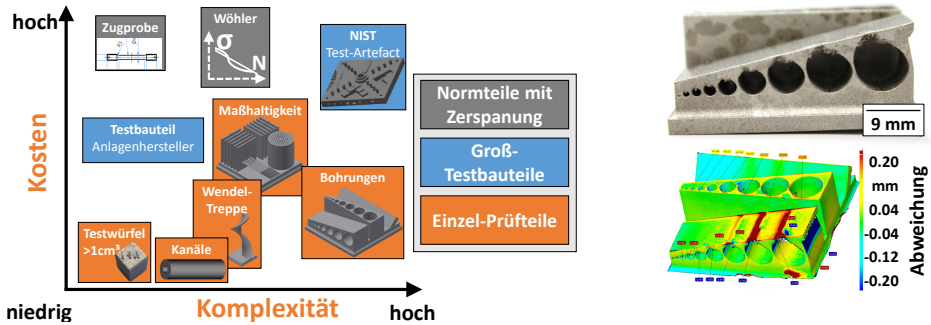 hoch
Kosten
niedrig
Komplexität
hoch
Zugprobe
Wöhler
σ
N
NIST
Test-Artefact
Maßhaltigkeit
Testbauteil
Anlagenhersteller
Wendel-
Treppe
Bohrungen
Testwürfel
>1cm³
Kanäle
Normteile mit
Zerspanung
Groß-
Testbauteile
Einzel-Prüfteile
9 mm
0.20
mm
0.04
-0.04
-0.12
-0.20
Abweichung